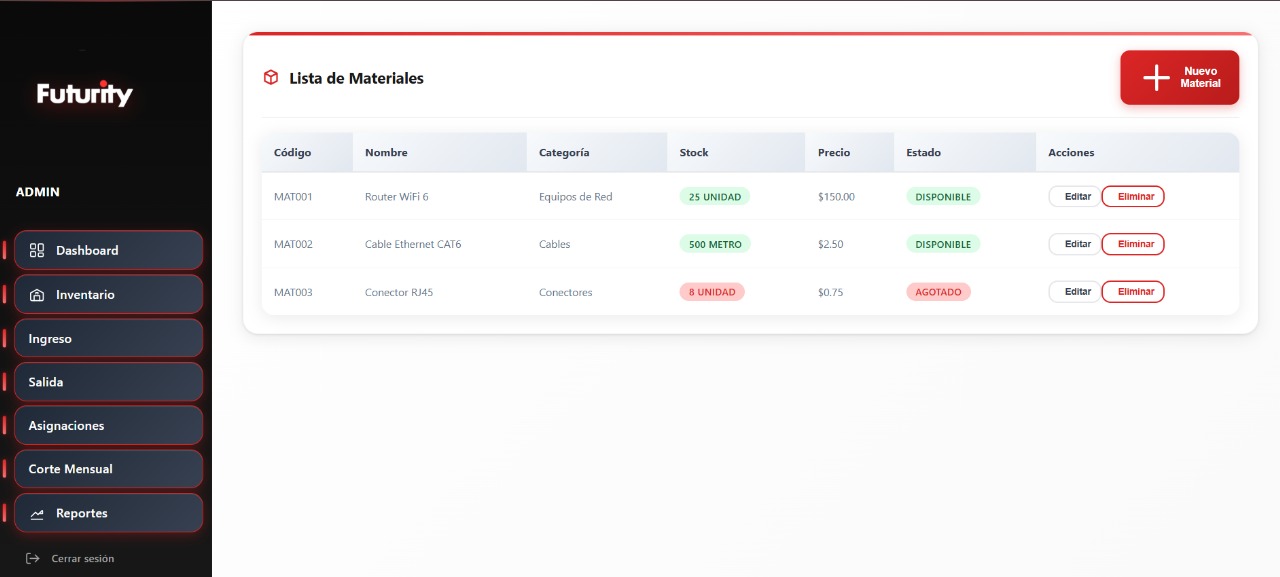 Futurity
ADMIN
Dashboard
Inventario
Ingreso
Salida
Asignaciones
Corte Mensual
Reportes
Cerrar sesión
Lista de Materiales
Nuevo
Material
Código Nombre Categoría Stock Precio Estado Acciones
MAT001 Router WiFi 6 Equipos de Red 25 UNIDAD $150.00 DISPONIBLE Editar Eliminar
MAT002 Cable Ethernet CAT6 Cables 500 METRO $2.50 DISPONIBLE Editar Eliminar
MAT003 Conector RJ45 Conectores 8 UNIDAD $0.75 AGOTADO Editar Eliminar